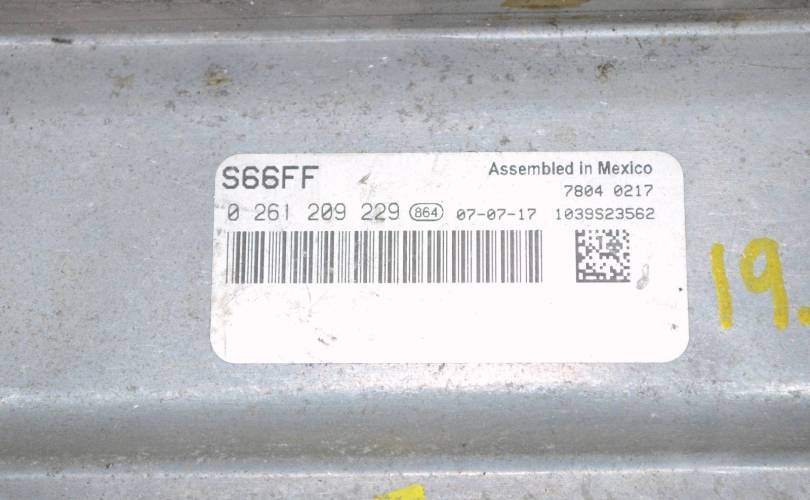 S66FF Assembled in Mexico
7804 0217
0 261 209 229 864 07-07-17 1039S23562
19.